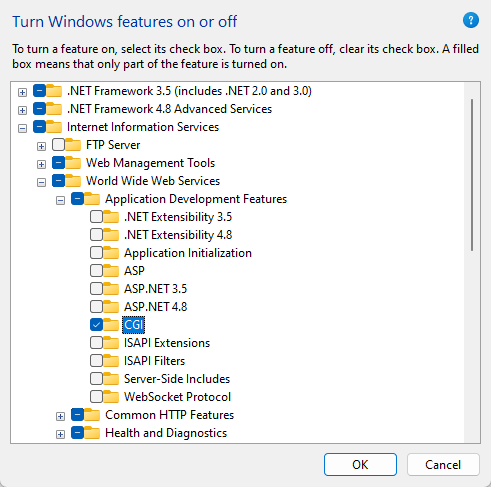 Turn Windows features on or off
?
To turn a feature on, select its check box. To turn a feature off, clear its check box. A filled
box means that only part of the feature is turned on.
.NET Framework 3.5 (includes .NET 2.0 and 3.0)
.NET Framework 4.8 Advanced Services
Internet Information Services
FTP Server
Web Management Tools
World Wide Web Services
Application Development Features
.NET Extensibility 3.5
.NET Extensibility 4.8
Application Initialization
ASP
ASP.NET 3.5
ASP.NET 4.8
CGI
ISAPI Extensions
ISAPI Filters
Server-Side Includes
WebSocket Protocol
Common HTTP Features
Health and Diagnostics
OK Cancel